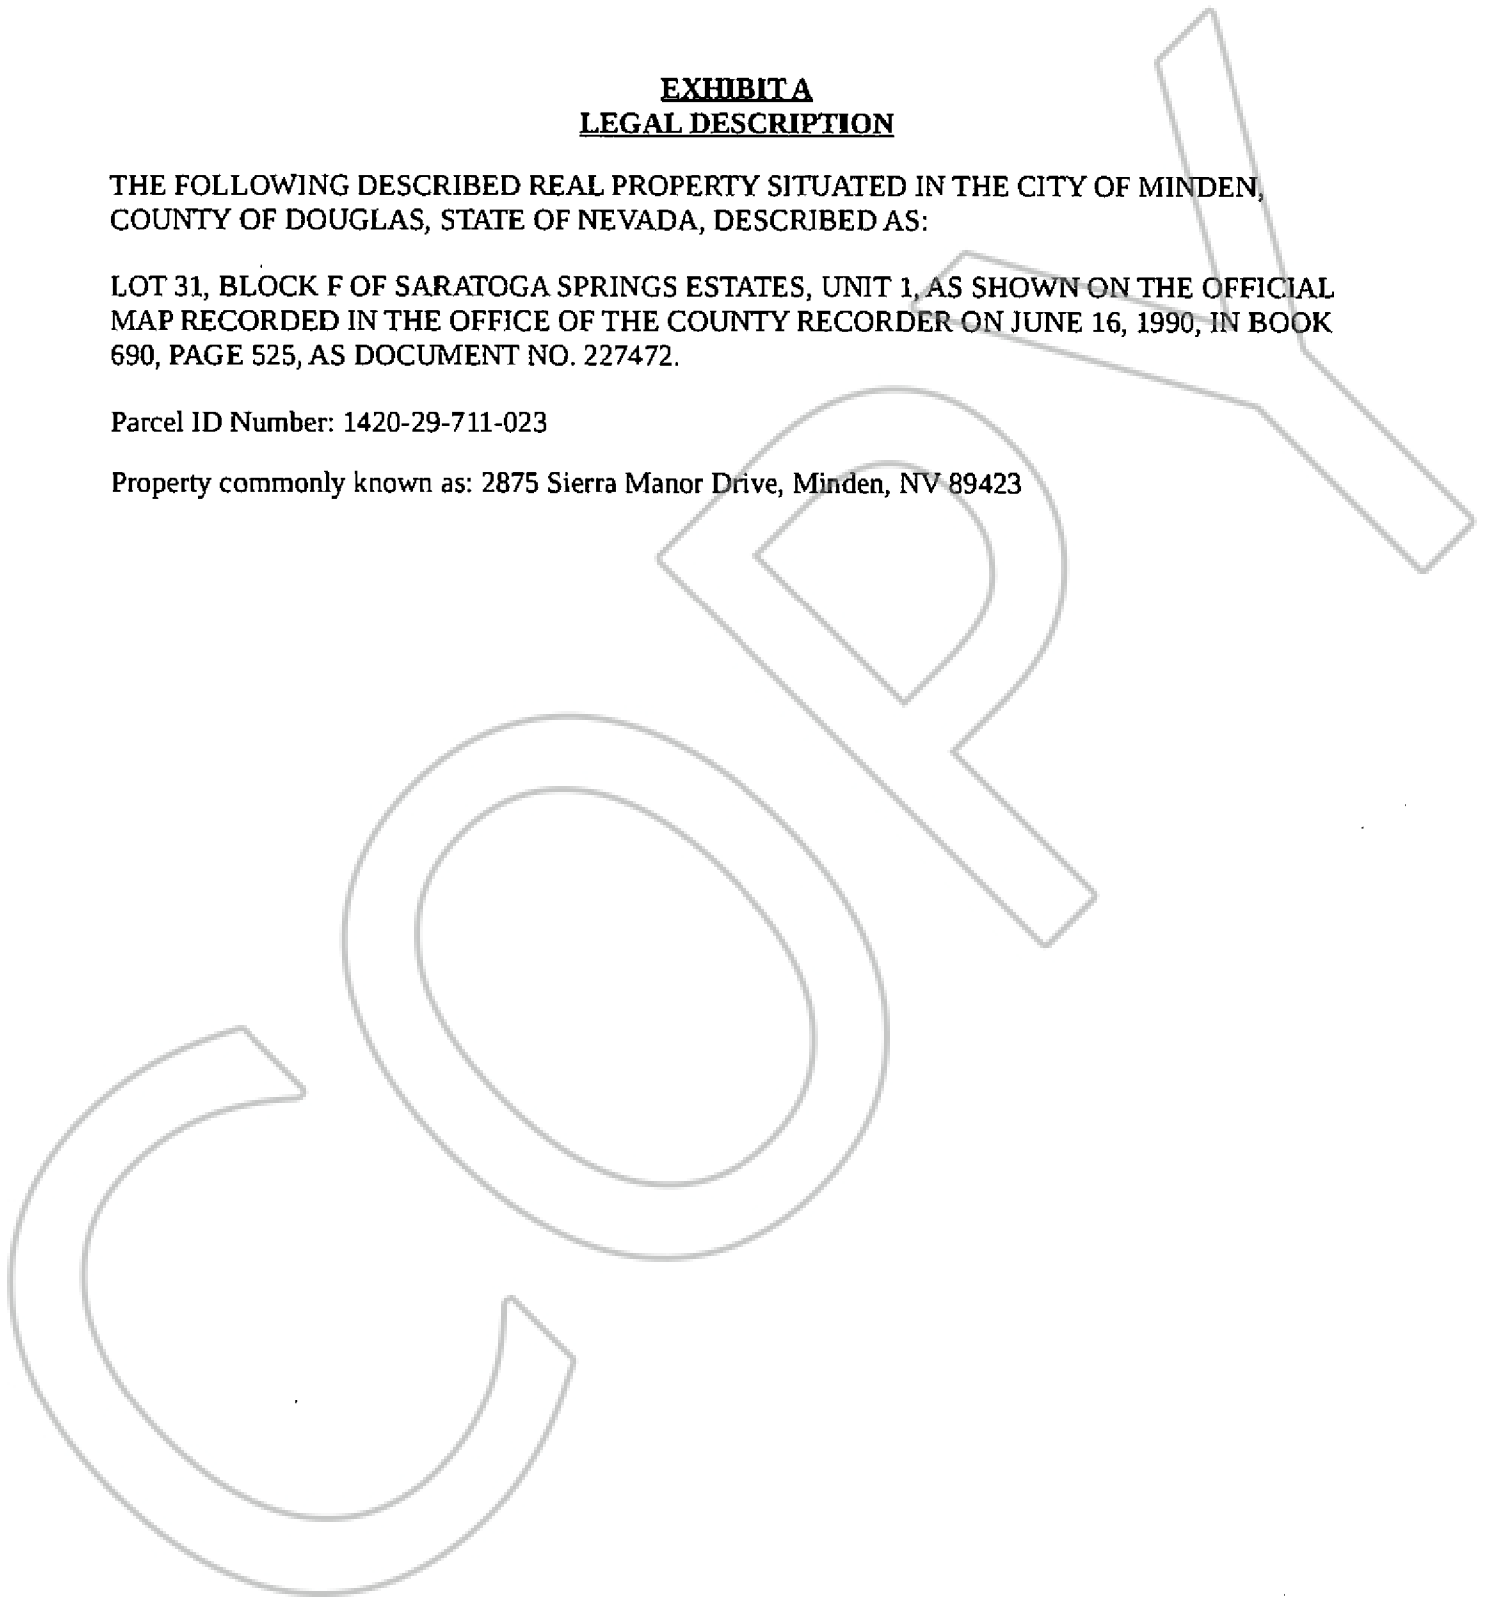 EXHIBIT A
LEGAL DESCRIPTION
THE FOLLOWING DESCRIBED REAL PROPERTY SITUATED IN THE CITY OF MINDEN,
COUNTY OF DOUGLAS, STATE OF NEVADA, DESCRIBED AS:
LOT 31, BLOCK F OF SARATOGA SPRINGS ESTATES, UNIT 1, AS SHOWN ON THE OFFICIAL
MAP RECORDED IN THE OFFICE OF THE COUNTY RECORDER ON JUNE 16, 1990, IN BOOK
690, PAGE 525, AS DOCUMENT NO. 227472.
Parcel ID Number: 1420-29-711-023
Property commonly known as: 2875 Sierra Manor Drive, Minden, NV 89423
COPY